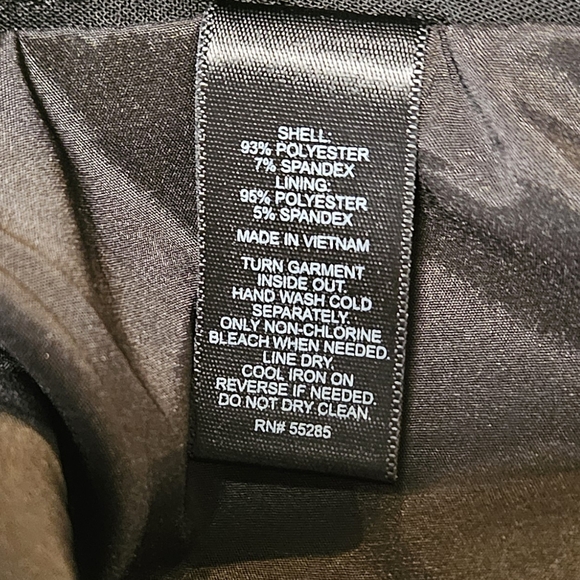 SHELL:
93% POLYESTER
7% SPANDEX
LINING:
95% POLYESTER
5% SPANDEX
MADE IN VIETNAM
TURN GARMENT
INSIDE OUT.
HAND WASH COLD
SEPARATELY.
ONLY NON-CHLORINE
BLEACH WHEN NEEDED.
LINE DRY.
COOL IRON ON
REVERSE IF NEEDED.
DO NOT DRY CLEAN.
RN# 55285